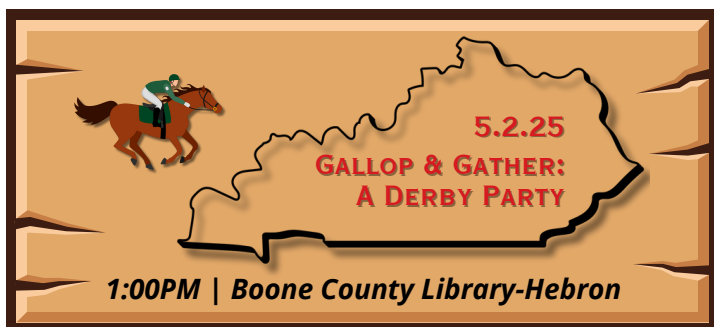 5.2.25
Gallop & Gather:
A Derby Party
1:00PM | Boone County Library-Hebron